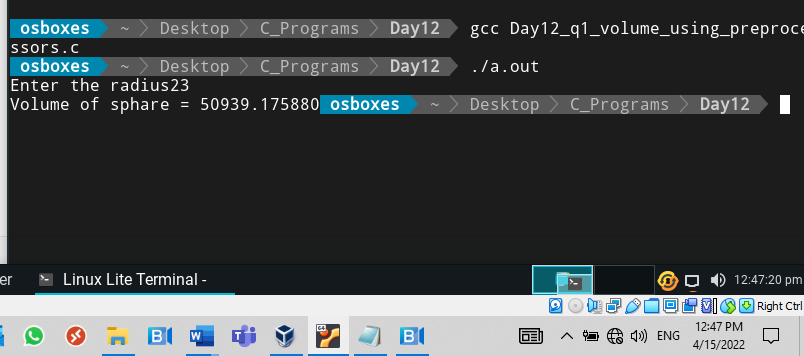 osboxes ~ Desktop C_Programs Day12 gcc Day12_q1_volume_using_preproce
ssors.c
osboxes ~ Desktop C_Programs Day12 ./a.out
Enter the radius23
Volume of sphare = 50939.175880 osboxes ~ Desktop C_Programs Day12
er Linux Lite Terminal - 12:47:20 pm
Right Ctrl
ENG 12:47 PM
4/15/2022